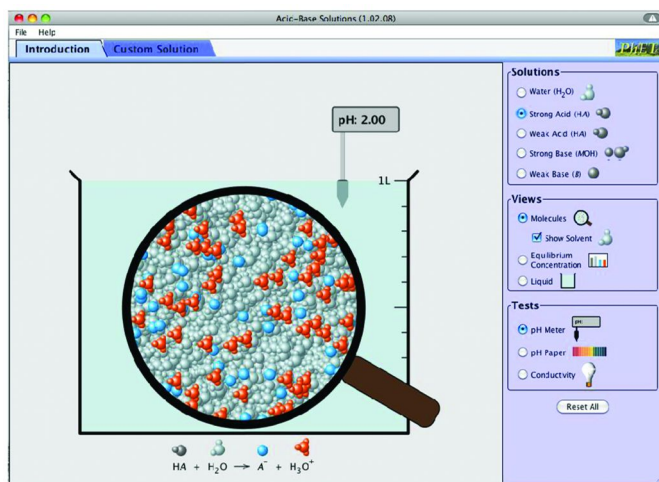 Acid-Base Solutions (1.02.08)
File Help
Introduction Custom Solution
PhET
Solutions
Water (H₂O)
Strong Acid (HA)
Weak Acid (HA)
Strong Base (MOH)
Weak Base (B)
pH: 2.00
1L
Views
Molecules
Show Solvent
Equilibrium
Concentration
Liquid
Tests
pH Meter
pH:
pH Paper
Conductivity
Reset All
HA + H₂O → A⁻ + H₃O⁺